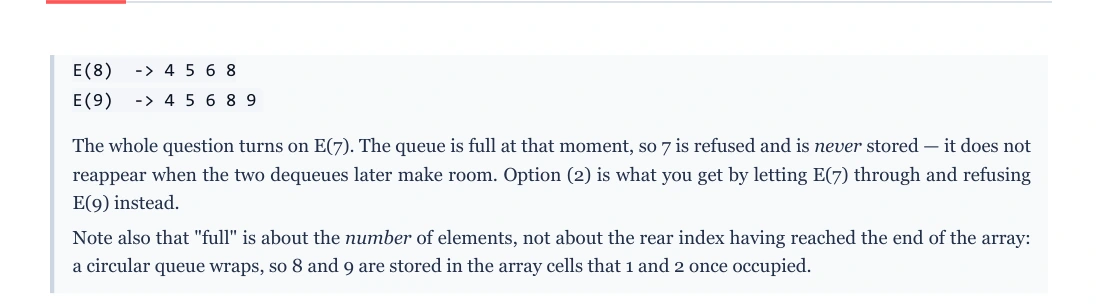 E(8)  -> 4 5 6 8
E(9)  -> 4 5 6 8 9
The whole question turns on E(7). The queue is full at that moment, so 7 is refused and is never stored — it does not
reappear when the two dequeues later make room. Option (2) is what you get by letting E(7) through and refusing
E(9) instead.
Note also that "full" is about the number of elements, not about the rear index having reached the end of the array:
a circular queue wraps, so 8 and 9 are stored in the array cells that 1 and 2 once occupied.